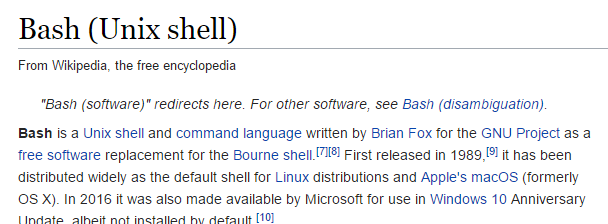 Bash (Unix shell)
From Wikipedia, the free encyclopedia
"Bash (software)" redirects here. For other software, see Bash (disambiguation).
Bash is a Unix shell and command language written by Brian Fox for the GNU Project as a
free software replacement for the Bourne shell.[7][8] First released in 1989,[9] it has been
distributed widely as the default shell for Linux distributions and Apple's macOS (formerly
OS X). In 2016 it was also made available by Microsoft for use in Windows 10 Anniversary
Update, albeit not installed by default.[10]